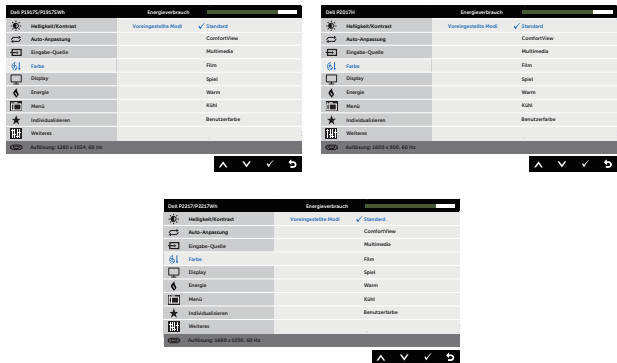 Dell P1917S/P1917SWh Energieverbrauch
Helligkeit/Kontrast Voreingestellte Modi ✓ Standard
Auto-Anpassung ComfortView
Eingabe-Quelle Multimedia
Farbe Film
Display Spiel
Energie Warm
Menü Kühl
Individualisieren Benutzerfarbe
Weiteres
Auflösung: 1280 x 1024, 60 Hz
Dell P2017H Energieverbrauch
Helligkeit/Kontrast Voreingestellte Modi ✓ Standard
Auto-Anpassung ComfortView
Eingabe-Quelle Multimedia
Farbe Film
Display Spiel
Energie Warm
Menü Kühl
Individualisieren Benutzerfarbe
Weiteres
Auflösung: 1600 x 900, 60 Hz
Dell P2217/P2217Wh Energieverbrauch
Helligkeit/Kontrast Voreingestellte Modi ✓ Standard
Auto-Anpassung ComfortView
Eingabe-Quelle Multimedia
Farbe Film
Display Spiel
Energie Warm
Menü Kühl
Individualisieren Benutzerfarbe
Weiteres
Auflösung: 1680 x 1050, 60 Hz